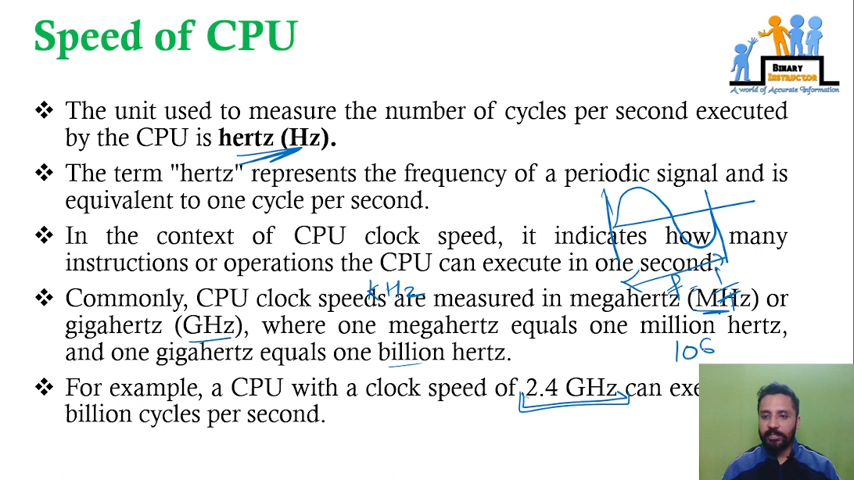 Speed of CPU
BINARY
INSTRUCTOR
A world of Accurate Information
❖ The unit used to measure the number of cycles per second executed
by the CPU is hertz (Hz).
❖ The term "hertz" represents the frequency of a periodic signal and is
equivalent to one cycle per second.
❖ In the context of CPU clock speed, it indicates how many
instructions or operations the CPU can execute in one second.
KHz
❖ Commonly, CPU clock speeds are measured in megahertz (MHz) or
gigahertz (GHz), where one megahertz equals one million hertz,
and one gigahertz equals one billion hertz.
106
❖ For example, a CPU with a clock speed of 2.4 GHz can
billion cycles per second.